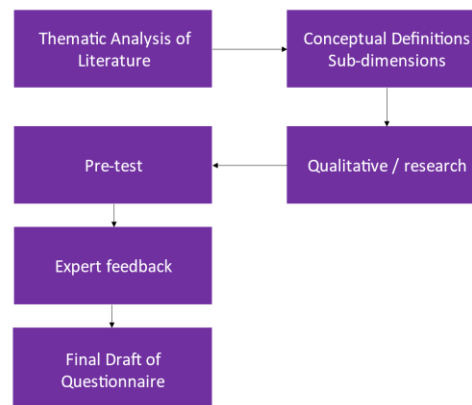 Thematic Analysis of
Literature
Conceptual Definitions
Sub-dimensions
Qualitative / research
Pre-test
Expert feedback
Final Draft of
Questionnaire